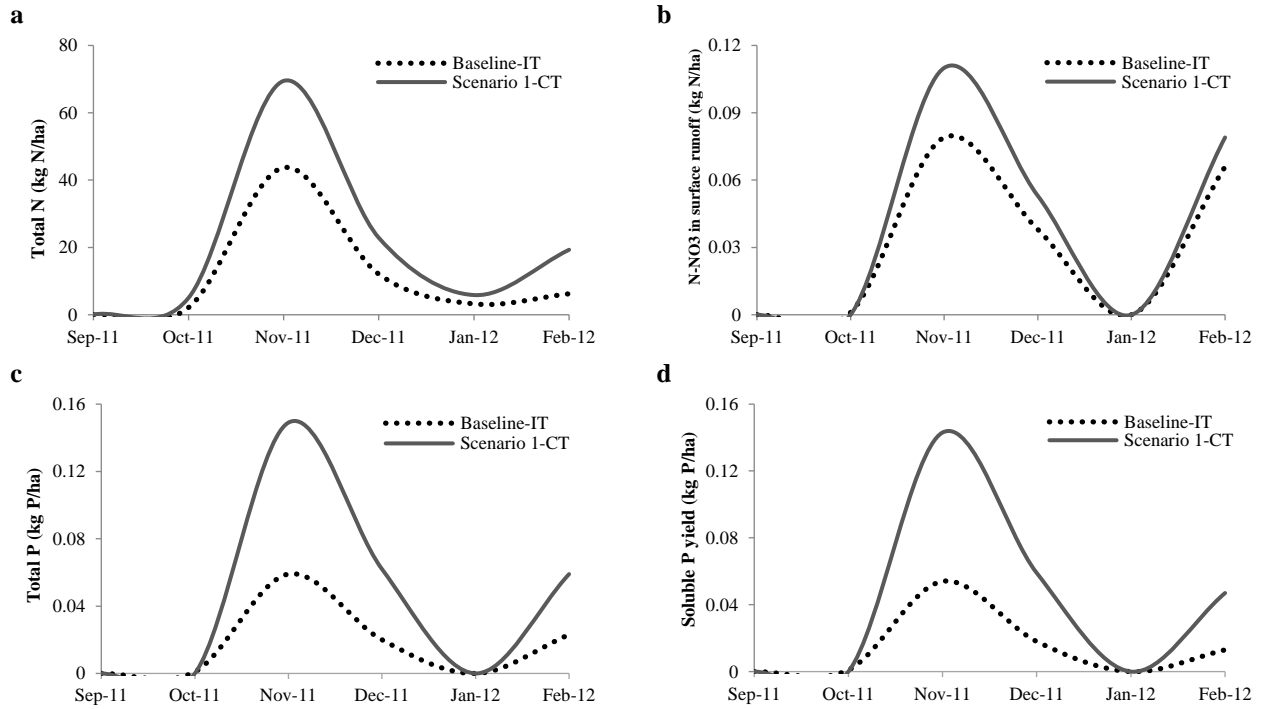 a
Total N (kg N/ha)
80
60
40
20
0
Sep-11 Oct-11 Nov-11 Dec-11 Jan-12 Feb-12
Baseline-IT
Scenario 1-CT
b
N-NO3 in surface runoff (kg N/ha)
0.12
0.09
0.06
0.03
0
Sep-11 Oct-11 Nov-11 Dec-11 Jan-12 Feb-12
Baseline-IT
Scenario 1-CT
c
Total P (kg P/ha)
0.16
0.12
0.08
0.04
0
Sep-11 Oct-11 Nov-11 Dec-11 Jan-12 Feb-12
Baseline-IT
Scenario 1-CT
d
Soluble P yield (kg P/ha)
0.16
0.12
0.08
0.04
0
Sep-11 Oct-11 Nov-11 Dec-11 Jan-12 Feb-12
Baseline-IT
Scenario 1-CT